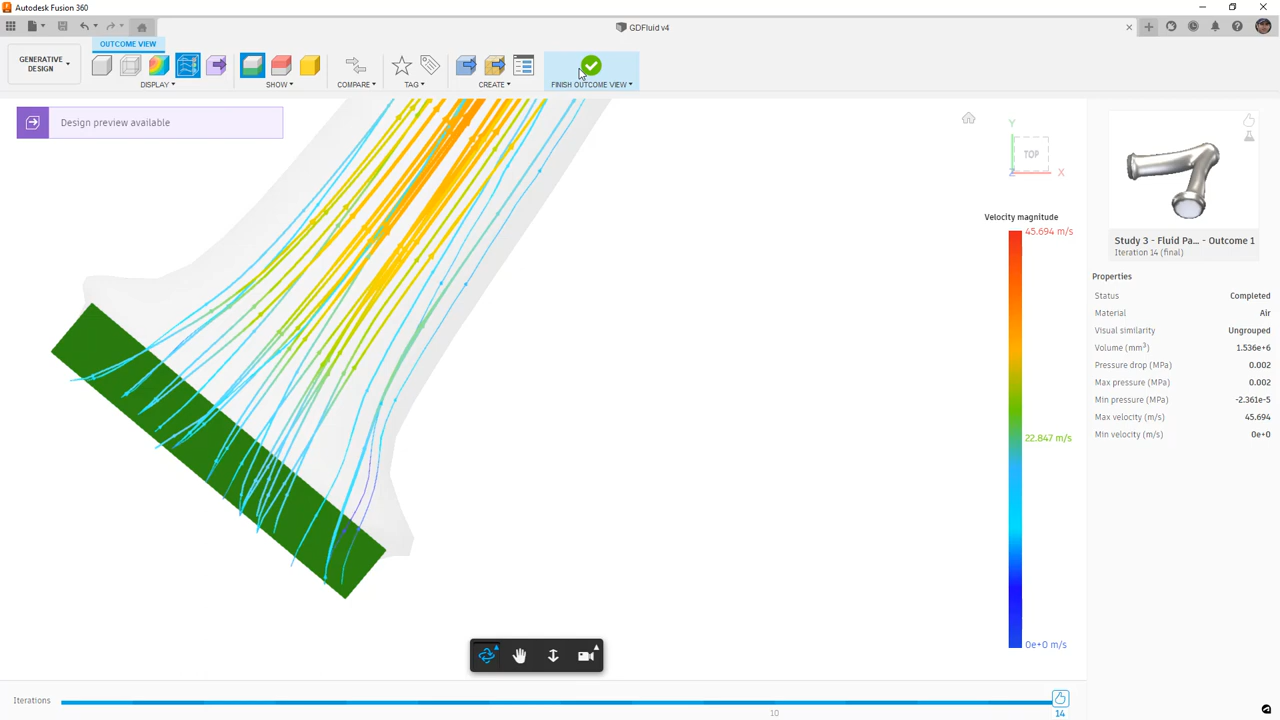 Autodesk Fusion 360
GDFluid v4
GENERATIVE
DESIGN
OUTCOME VIEW
DISPLAY
SHOW
COMPARE
TAG
CREATE
FINISH OUTCOME VIEW
Design preview available
Y
TOP
Z
X
Velocity magnitude
45.694 m/s
22.847 m/s
0e+0 m/s
Study 3 - Fluid Pa... - Outcome 1
Iteration 14 (final)
Properties
Status Completed
Material Air
Visual similarity Ungrouped
Volume (mm³) 1.536e+6
Pressure drop (MPa) 0.002
Max pressure (MPa) 0.002
Min pressure (MPa) -2.361e-5
Max velocity (m/s) 45.694
Min velocity (m/s) 0e+0
Iterations
10
14